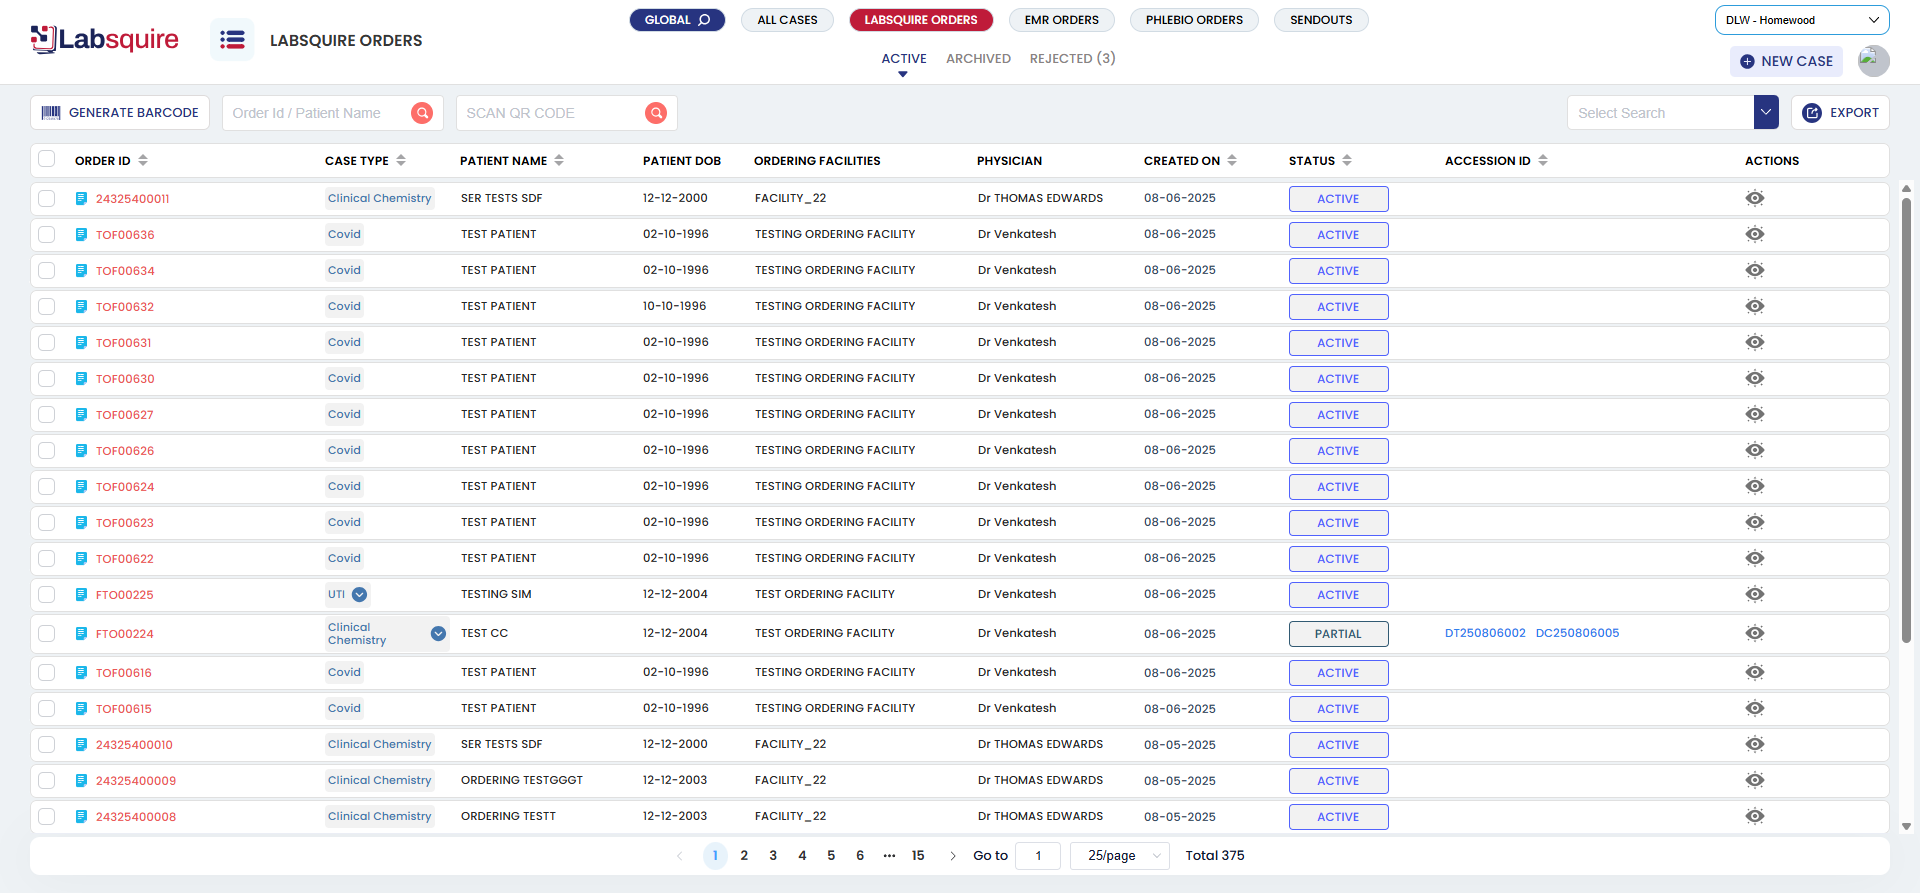 Labsquire
LABSQUIRE ORDERS
GLOBAL ALL CASES LABSQUIRE ORDERS EMR ORDERS PHLEBIO ORDERS SENDOUTS
DLW - Homewood
ACTIVE ARCHIVED REJECTED (3)
NEW CASE
GENERATE BARCODE Order Id / Patient Name SCAN QR CODE Select Search EXPORT
ORDER ID CASE TYPE PATIENT NAME PATIENT DOB ORDERING FACILITIES PHYSICIAN CREATED ON STATUS ACCESSION ID ACTIONS
24325400011 Clinical Chemistry SER TESTS SDF 12-12-2000 FACILITY_22 Dr THOMAS EDWARDS 08-06-2025 ACTIVE
TOF00636 Covid TEST PATIENT 02-10-1996 TESTING ORDERING FACILITY Dr Venkatesh 08-06-2025 ACTIVE
TOF00634 Covid TEST PATIENT 02-10-1996 TESTING ORDERING FACILITY Dr Venkatesh 08-06-2025 ACTIVE
TOF00632 Covid TEST PATIENT 10-10-1996 TESTING ORDERING FACILITY Dr Venkatesh 08-06-2025 ACTIVE
TOF00631 Covid TEST PATIENT 02-10-1996 TESTING ORDERING FACILITY Dr Venkatesh 08-06-2025 ACTIVE
TOF00630 Covid TEST PATIENT 02-10-1996 TESTING ORDERING FACILITY Dr Venkatesh 08-06-2025 ACTIVE
TOF00627 Covid TEST PATIENT 02-10-1996 TESTING ORDERING FACILITY Dr Venkatesh 08-06-2025 ACTIVE
TOF00626 Covid TEST PATIENT 02-10-1996 TESTING ORDERING FACILITY Dr Venkatesh 08-06-2025 ACTIVE
TOF00624 Covid TEST PATIENT 02-10-1996 TESTING ORDERING FACILITY Dr Venkatesh 08-06-2025 ACTIVE
TOF00623 Covid TEST PATIENT 02-10-1996 TESTING ORDERING FACILITY Dr Venkatesh 08-06-2025 ACTIVE
TOF00622 Covid TEST PATIENT 02-10-1996 TESTING ORDERING FACILITY Dr Venkatesh 08-06-2025 ACTIVE
FTO00225 UTI TESTING SIM 12-12-2004 TEST ORDERING FACILITY Dr Venkatesh 08-06-2025 ACTIVE
FTO00224 Clinical Chemistry TEST CC 12-12-2004 TEST ORDERING FACILITY Dr Venkatesh 08-06-2025 PARTIAL DT250806002 DC250806005
TOF00616 Covid TEST PATIENT 02-10-1996 TESTING ORDERING FACILITY Dr Venkatesh 08-06-2025 ACTIVE
TOF00615 Covid TEST PATIENT 02-10-1996 TESTING ORDERING FACILITY Dr Venkatesh 08-06-2025 ACTIVE
24325400010 Clinical Chemistry SER TESTS SDF 12-12-2000 FACILITY_22 Dr THOMAS EDWARDS 08-05-2025 ACTIVE
24325400009 Clinical Chemistry ORDERING TESTGGGT 12-12-2003 FACILITY_22 Dr THOMAS EDWARDS 08-05-2025 ACTIVE
24325400008 Clinical Chemistry ORDERING TESTT 12-12-2003 FACILITY_22 Dr THOMAS EDWARDS 08-05-2025 ACTIVE
1 2 3 4 5 6 ••• 15 Go to 1 25/page Total 375